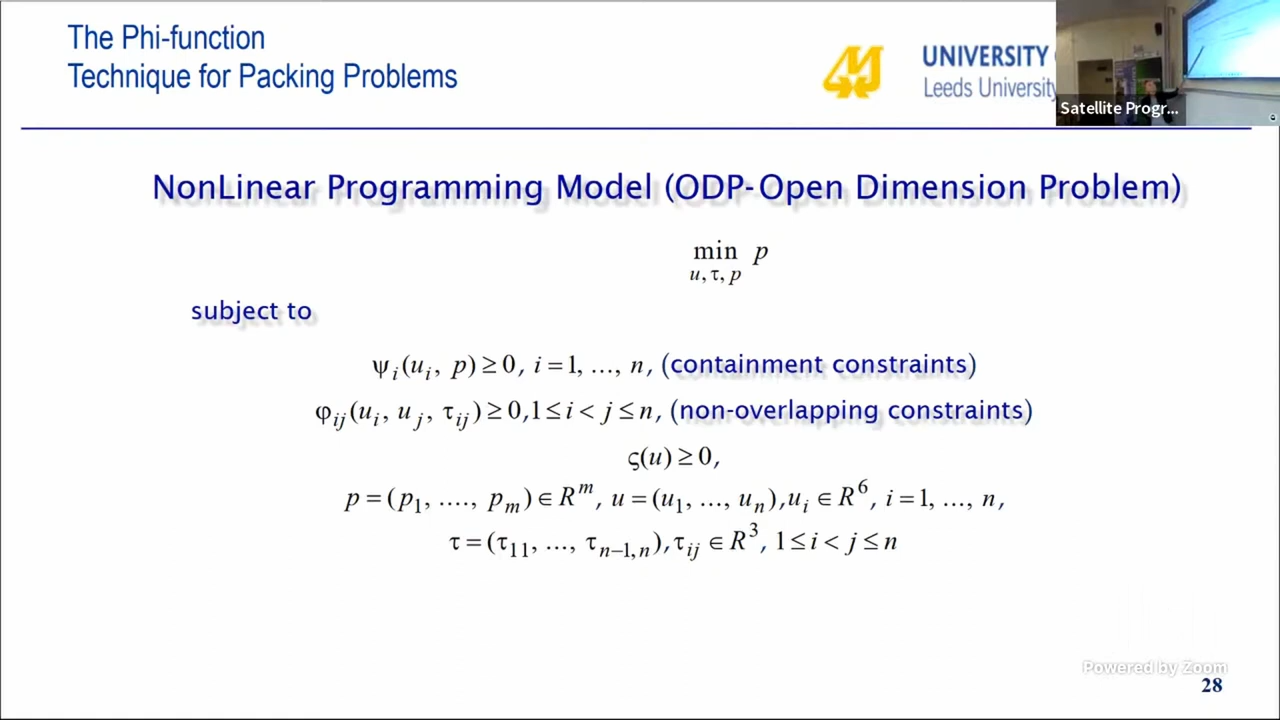 The Phi-function
Technique for Packing Problems
UNIVERSITY
Leeds University
Satellite Progr...
NonLinear Programming Model (ODP-Open Dimension Problem)
min p
u, τ, p
subject to
ψ_i(u_i, p) ≥ 0, i = 1, ..., n, (containment constraints)
φ_ij(u_i, u_j, τ_ij) ≥ 0, 1 ≤ i < j ≤ n, (non-overlapping constraints)
ς(u) ≥ 0,
p = (p_1, ...., p_m) ∈ R^m, u = (u_1, ..., u_n), u_i ∈ R^6, i = 1, ..., n,
τ = (τ_11, ..., τ_n–1,n), τ_ij ∈ R^3, 1 ≤ i < j ≤ n
Powered by Zoom
28